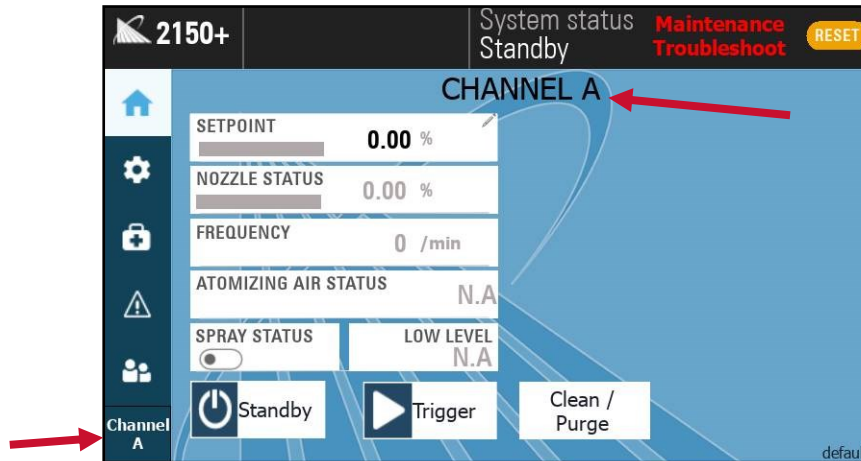 2150+
System status
Standby
Maintenance
Troubleshoot
RESET
CHANNEL A
SETPOINT
0.00 %
NOZZLE STATUS
0.00 %
FREQUENCY
0 /min
ATOMIZING AIR STATUS
N.A
SPRAY STATUS
LOW LEVEL
N.A
Standby
Trigger
Clean /
Purge
Channel
A
defau